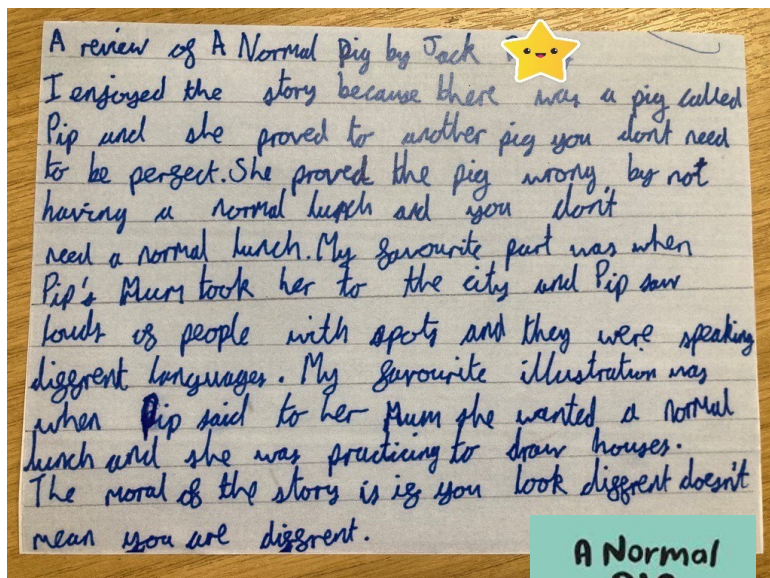 A review of A Normal pig by Jack
I enjoyed the story because there was a pig called
Pip and she proved to another pig you dont need
to be perfect. She proved the pig wrong by not
having a normal lunch and you don't
need a normal lunch. My favourite part was when
Pip's Mum took her to the city and Pip saw
louds of people with spots and they were speaking
diffrent languages. My favourite illustration was
when Pip said to her Mum she wanted a normal
lunch and she was practicing to draw houses.
The moral of the story is if you look diffrent doesn't
mean you are diffrent.
A Normal